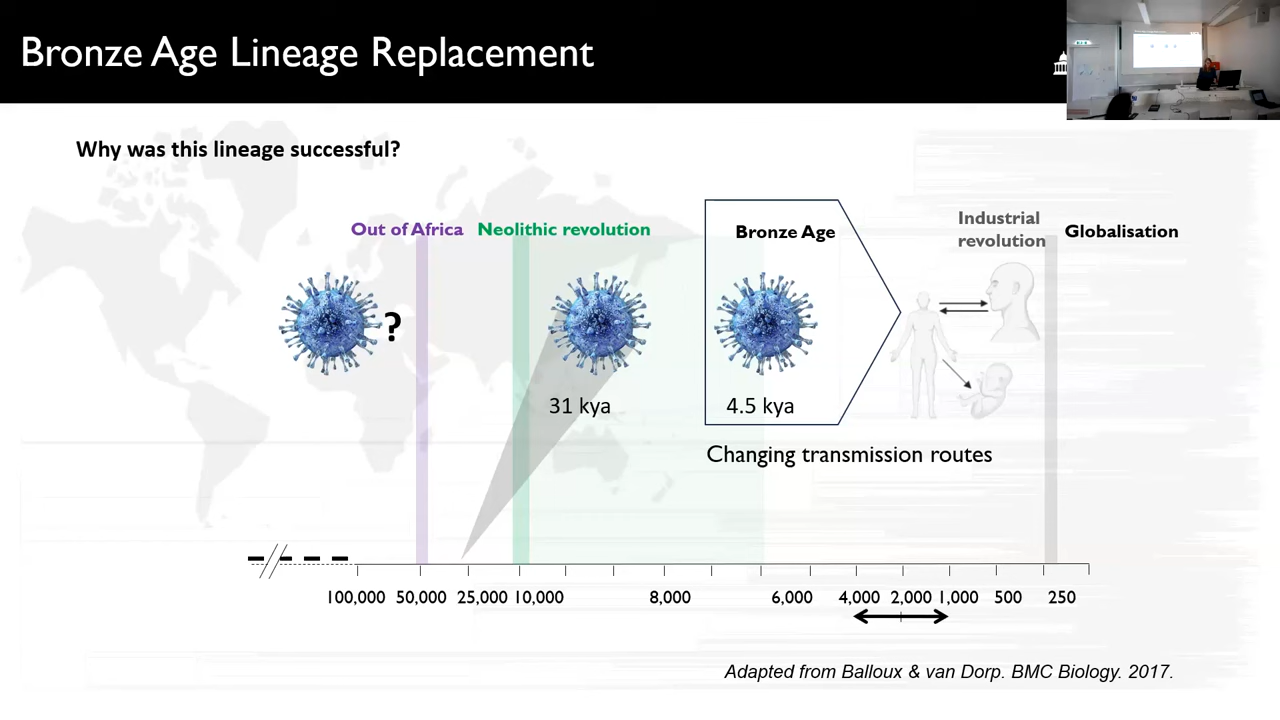 Bronze Age Lineage Replacement
Why was this lineage successful?
Out of Africa
Neolithic revolution
Bronze Age
Industrial
revolution
Globalisation
?
31 kya
4.5 kya
Changing transmission routes
100,000 50,000 25,000 10,000 8,000 6,000 4,000 2,000 1,000 500 250
Adapted from Balloux & van Dorp. BMC Biology. 2017.